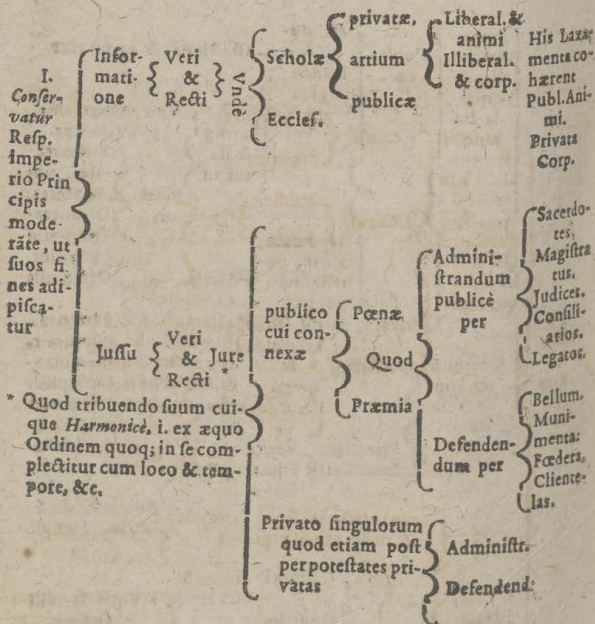 I.
Conser-
vatur
Resp.
impe-
rio Prin
cipis
mode-
rāte, ut
suos fi
nes adi-
pisca-
tur
Infor-
mati-
one
Veri
&
Recti
Vndè
Scholæ
privatæ,
artium
publicæ
Liberal. &
animi
Illiberal.
& corp.
His Laxa-
menta co-
hærent
Publ. Ani-
mi.
Privata
Corp.
Eccles.
Jussu
Veri
& Jure
Recti *
publico
cui con-
nexæ
Pœnæ
Præmia
Quod
Admini-
strandum
publicè
per
Sacerdo-
tes,
Magistra
tus.
Judices.
Consili-
arios.
Legatos.
Defenden-
dum per
Bellum.
Muni-
menta:
Fœdera,
Cliente-
las.
Privato singulorum
quod etiam post
per potestates pri-
vatas
Administr.
Defendend:
* Quod tribuendo suum cui-
que Harmonicè, i. ex æquo
Ordinem quoq; in se com-
plectitur cum loco & tem-
pore, &c.